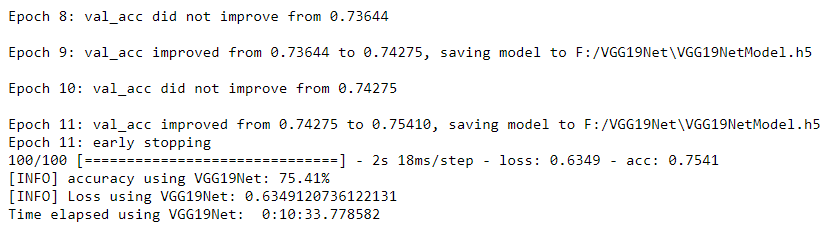 Epoch 8: val_acc did not improve from 0.73644
Epoch 9: val_acc improved from 0.73644 to 0.74275, saving model to F:/VGG19Net\VGG19NetModel.h5
Epoch 10: val_acc did not improve from 0.74275
Epoch 11: val_acc improved from 0.74275 to 0.75410, saving model to F:/VGG19Net\VGG19NetModel.h5
Epoch 11: early stopping
100/100 [==============================] - 2s 18ms/step - loss: 0.6349 - acc: 0.7541
[INFO] accuracy using VGG19Net: 75.41%
[INFO] Loss using VGG19Net: 0.6349120736122131
Time elapsed using VGG19Net:  0:10:33.778582